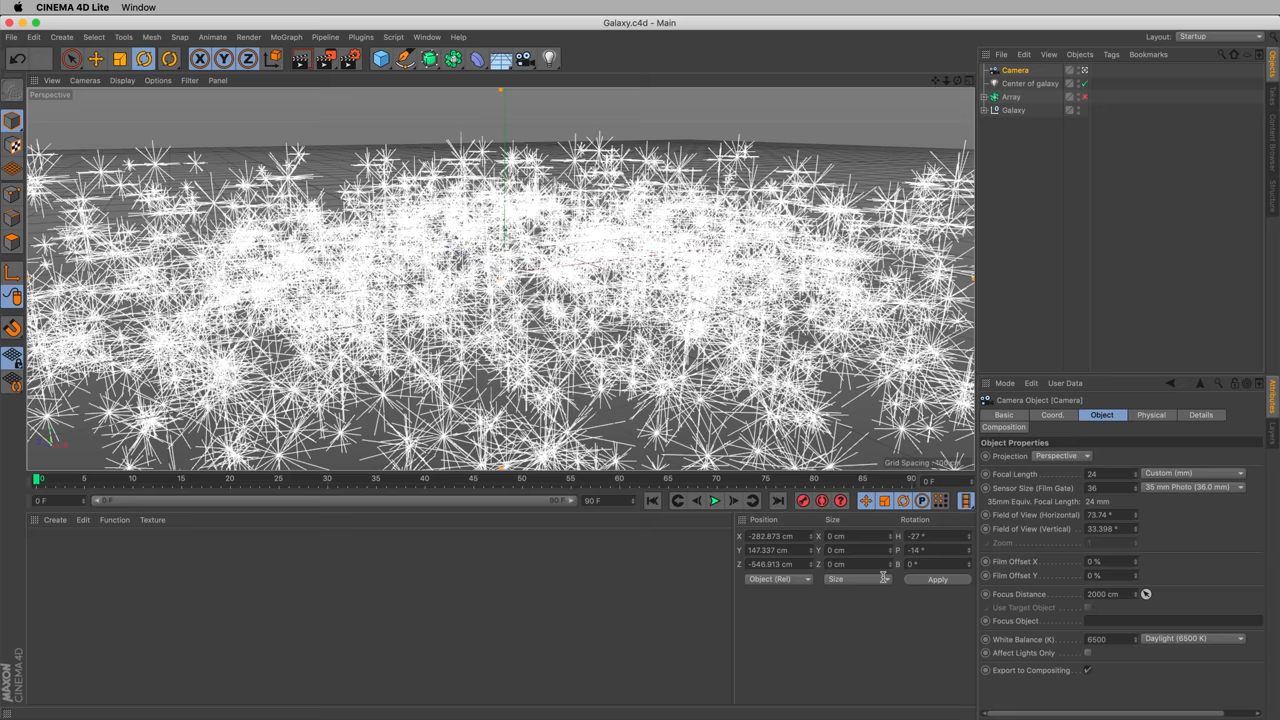 CINEMA 4D Lite Window
Galaxy.c4d - Main
File Edit Create Select Tools Mesh Snap Animate Render MoGraph Pipeline Plugins Script Window Help
Layout: Startup
X Y Z
File Edit View Objects Tags Bookmarks
View Cameras Display Options Filter Panel
Perspective
Camera
Center of galaxy
Array
Galaxy
Objects
Takes
Content Browser
Structure
Mode Edit User Data
Camera Object [Camera]
Basic Coord. Object Physical Details
Composition
Attributes
Layers
Object Properties
Projection Perspective
Focal Length 24 Custom (mm)
Sensor Size (Film Gate) 36 35 mm Photo (36.0 mm)
35mm Equiv. Focal Length: 24 mm
Field of View (Horizontal) 73.74 °
Field of View (Vertical) 33.398 °
Zoom 1
Film Offset X 0 %
Film Offset Y 0 %
Focus Distance 2000 cm
Use Target Object
Focus Object
White Balance (K) 6500 Daylight (6500 K)
Affect Lights Only
Export to Compositing
0 5 10 15 20 25 30 35 40 45 50 55 60 65 70 75 80 85 90 0 F
0 F 0 F 90 F 90 F
Create Edit Function Texture
Position Size Rotation
X -282.873 cm X 0 cm H -27 °
Y 147.337 cm Y 0 cm P -14 °
Z -546.913 cm Z 0 cm B 0 °
Object (Rel) Size Apply
MAXON
CINEMA 4D